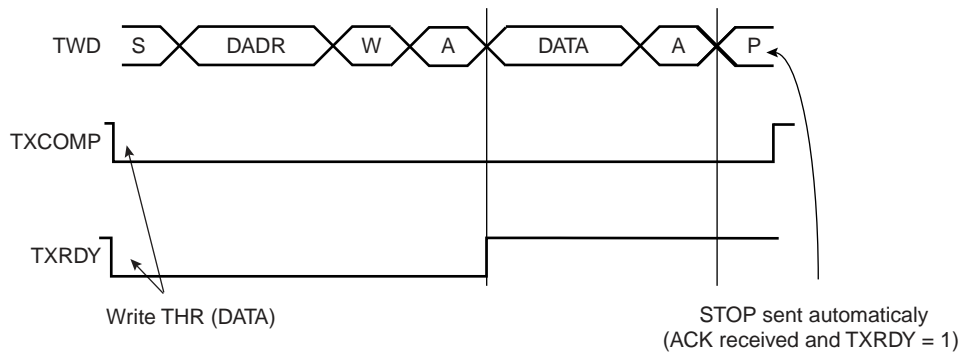 TWD S DADR W A DATA A P
TXCOMP
TXRDY
Write THR (DATA)
STOP sent automaticaly
(ACK received and TXRDY = 1)